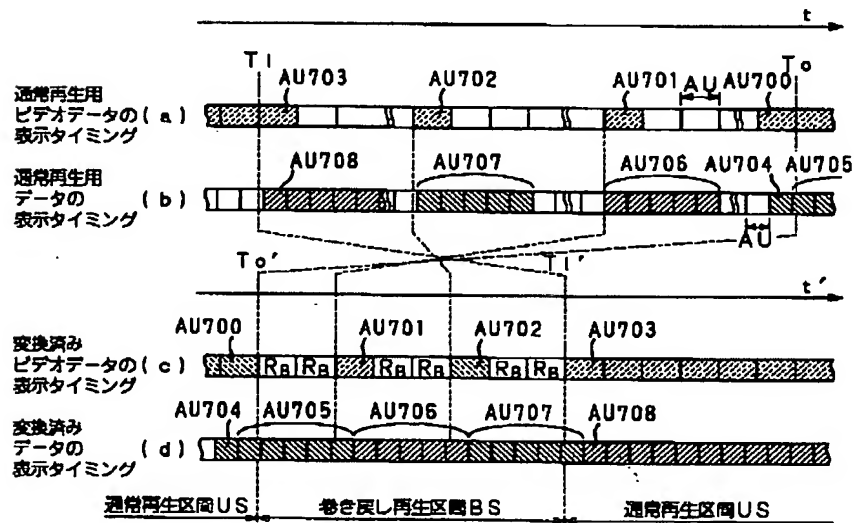 t
T1
To
AU703
AU702
AU701
AU
AU700
通常再生用
ビデオデータの(a)
表示タイミング
AU708
AU707
AU706
AU704
AU705
通常再生用
データの(b)
表示タイミング
AU
To'
T1'
t'
AU700
AU701
AU702
AU703
変換済み
ビデオデータの(c)
表示タイミング
RB RB RB RB RB RB
AU704
AU705
AU706
AU707
AU708
変換済み
データの(d)
表示タイミング
通常再生区間US
巻き戻し再生区間BS
通常再生区間US